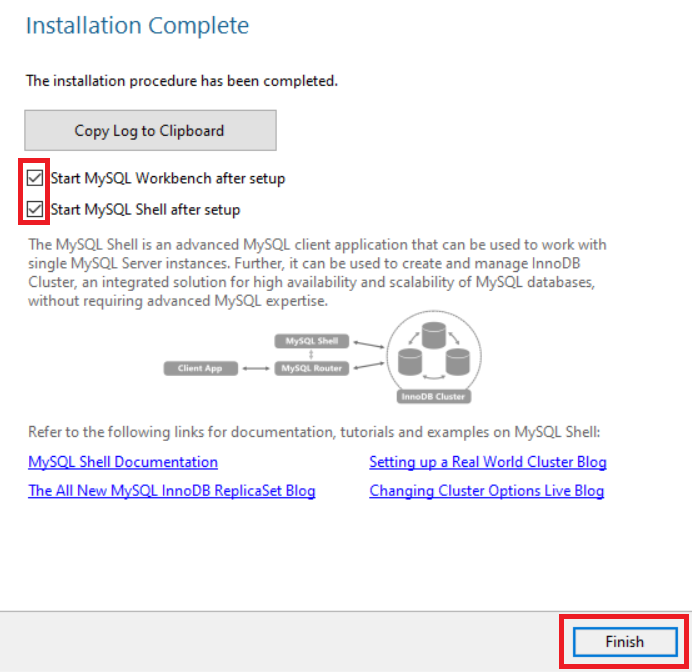 Installation Complete
The installation procedure has been completed.
Copy Log to Clipboard
Start MySQL Workbench after setup
Start MySQL Shell after setup
The MySQL Shell is an advanced MySQL client application that can be used to work with
single MySQL Server instances. Further, it can be used to create and manage InnoDB
Cluster, an integrated solution for high availability and scalability of MySQL databases,
without requiring advanced MySQL expertise.
MySQL Shell
Client App
MySQL Router
InnoDB Cluster
Refer to the following links for documentation, tutorials and examples on MySQL Shell:
MySQL Shell Documentation
Setting up a Real World Cluster Blog
The All New MySQL InnoDB ReplicaSet Blog
Changing Cluster Options Live Blog
Finish